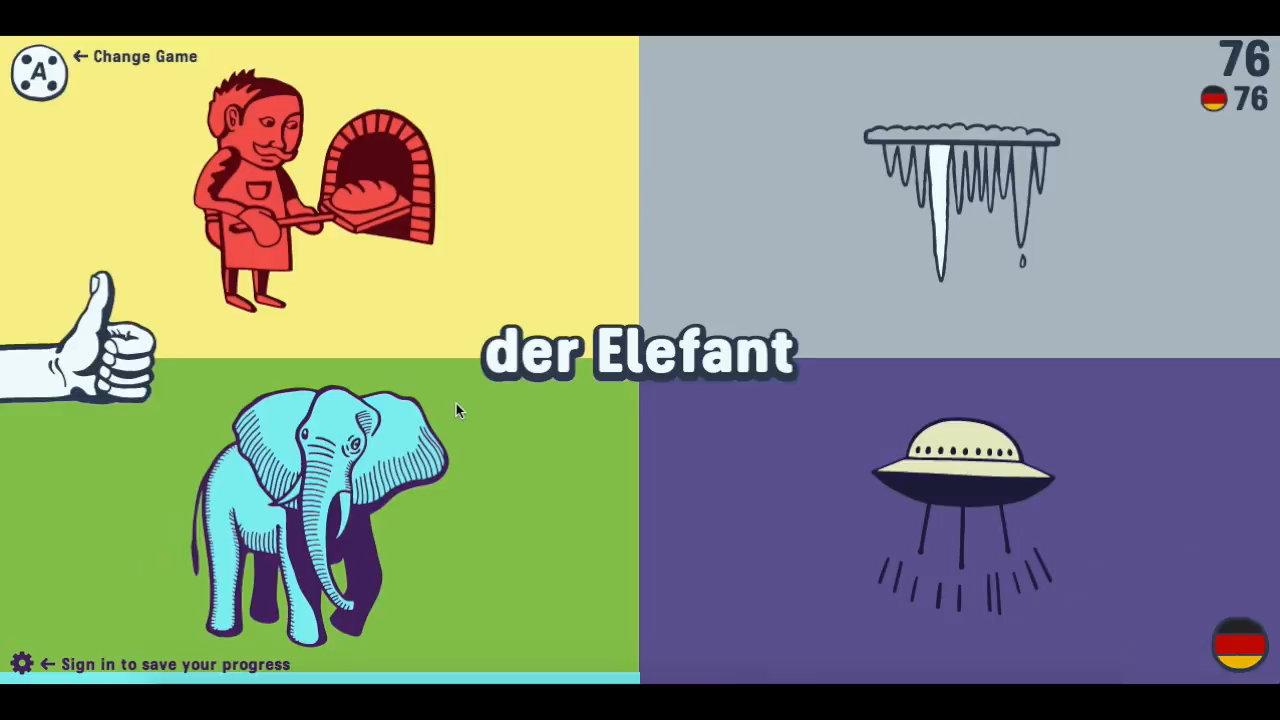 A
← Change Game
76
76
der Elefant
← Sign in to save your progress